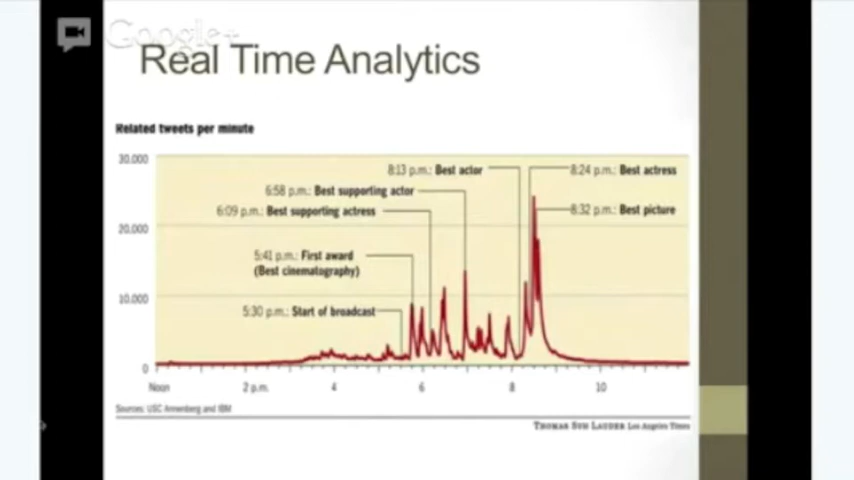 Google+
Real Time Analytics
Related tweets per minute
30,000
8:13 p.m.: Best actor
8:24 p.m.: Best actress
6:58 p.m.: Best supporting actor
6:09 p.m.: Best supporting actress
8:32 p.m.: Best picture
20,000
5:41 p.m.: First award
(Best cinematography)
10,000
5:30 p.m.: Start of broadcast
0
Noon
2 p.m.
4
6
8
10
Sources: USC Annenberg and IBM
Thomas Suh Lauder Los Angeles Times